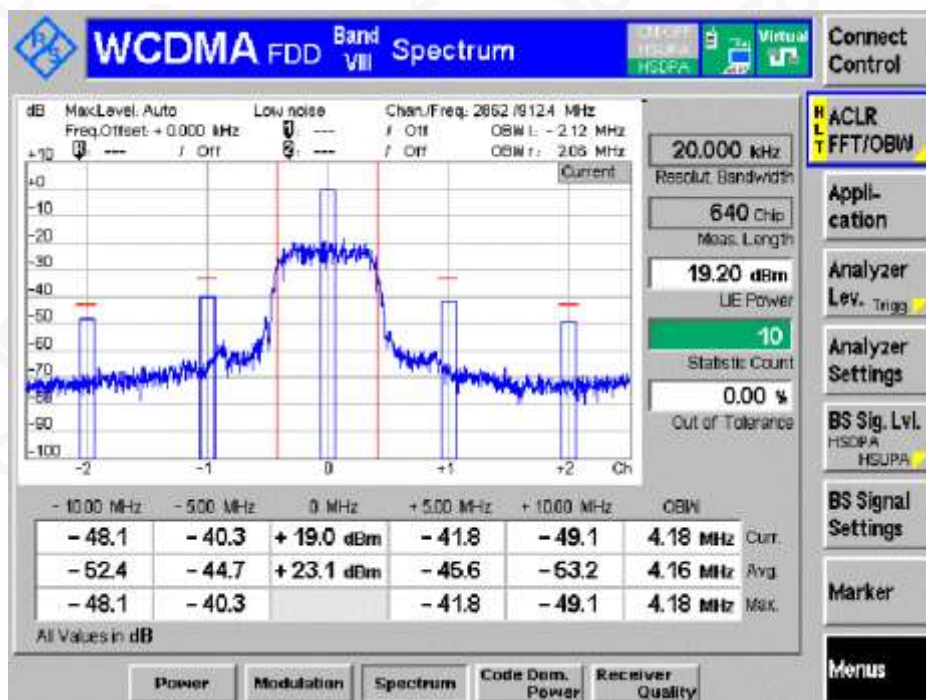 WCDMA FDD Band VIII Spectrum
HSUPA
HSDPA
Virtual
Connect Control
dB Max.Level: Auto Low noise Chan./Freq.: 2862 /912.4 MHz
Freq.Offset: + 0.000 kHz --- / Off OBW l: - 2.12 MHz
--- / Off 2: --- OBW r: 2.06 MHz
Current
+10
+0
-10
-20
-30
-40
-50
-60
-70
-80
-90
-100
-2 -1 0 +1 +2 Ch
20.000 kHz
Resolut. Bandwidth
640 Chip
Meas. Length
19.20 dBm
UE Power
10
Statistic Count
0.00 %
Out of Tolerance
- 10.00 MHz - 5.00 MHz 0 MHz + 5.00 MHz + 10.00 MHz OBW
- 48.1 - 40.3 + 19.0 dBm - 41.8 - 49.1 4.18 MHz Curr.
- 52.4 - 44.7 + 23.1 dBm - 45.6 - 53.2 4.16 MHz Avg.
- 48.1 - 40.3 - 41.8 - 49.1 4.18 MHz Max.
All Values in dB
HLT
ACLR FFT/OBW
Appli-
cation
Analyzer
Lev. Trigg
Analyzer
Settings
BS Sig. Lvl.
HSDPA
HSUPA
BS Signal
Settings
Marker
Menus
Power
Modulation
Spectrum
Code Dom.
Power
Receiver
Quality